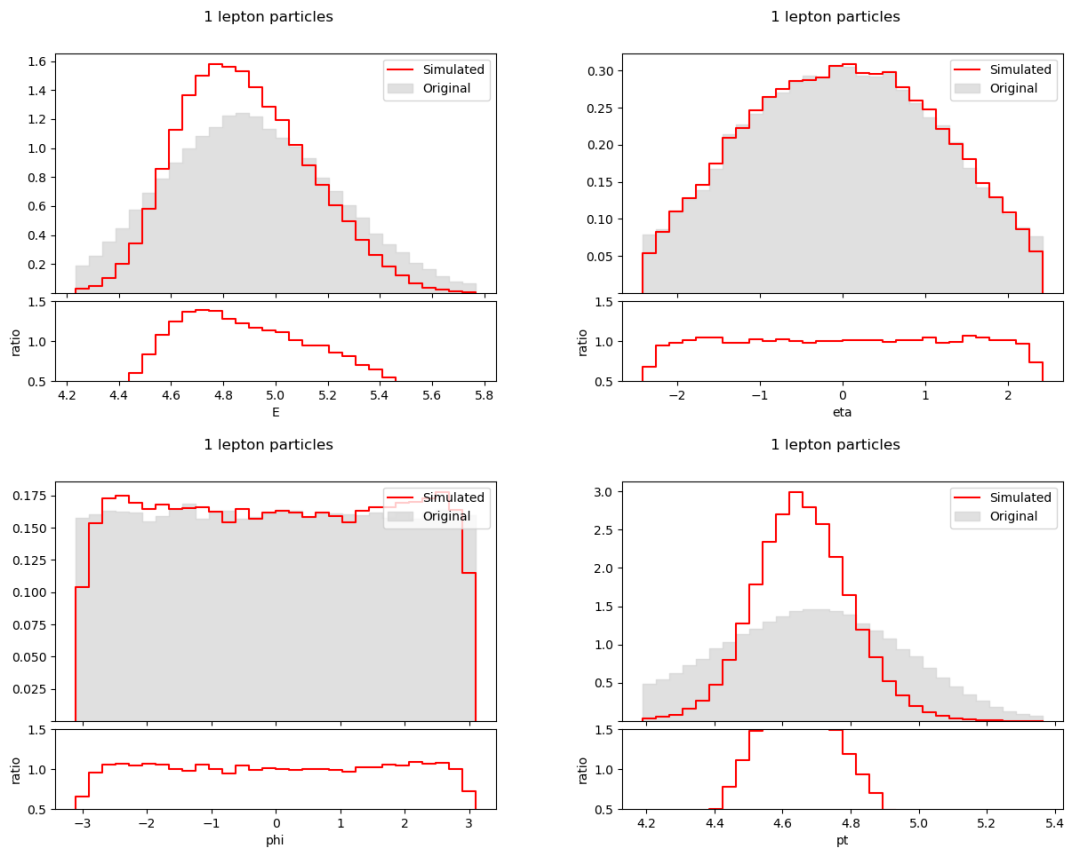 1 lepton particles
1.6
1.4
1.2
1.0
0.8
0.6
0.4
0.2
Simulated
Original
1.5
1.0
0.5
ratio
4.2 4.4 4.6 4.8 5.0 5.2 5.4 5.6 5.8
E
1 lepton particles
0.30
0.25
0.20
0.15
0.10
0.05
Simulated
Original
1.5
1.0
0.5
ratio
−2 −1 0 1 2
eta
1 lepton particles
0.175
0.150
0.125
0.100
0.075
0.050
0.025
Simulated
Original
1.5
1.0
0.5
ratio
−3 −2 −1 0 1 2 3
phi
1 lepton particles
3.0
2.5
2.0
1.5
1.0
0.5
Simulated
Original
1.5
1.0
0.5
ratio
4.2 4.4 4.6 4.8 5.0 5.2 5.4
pt